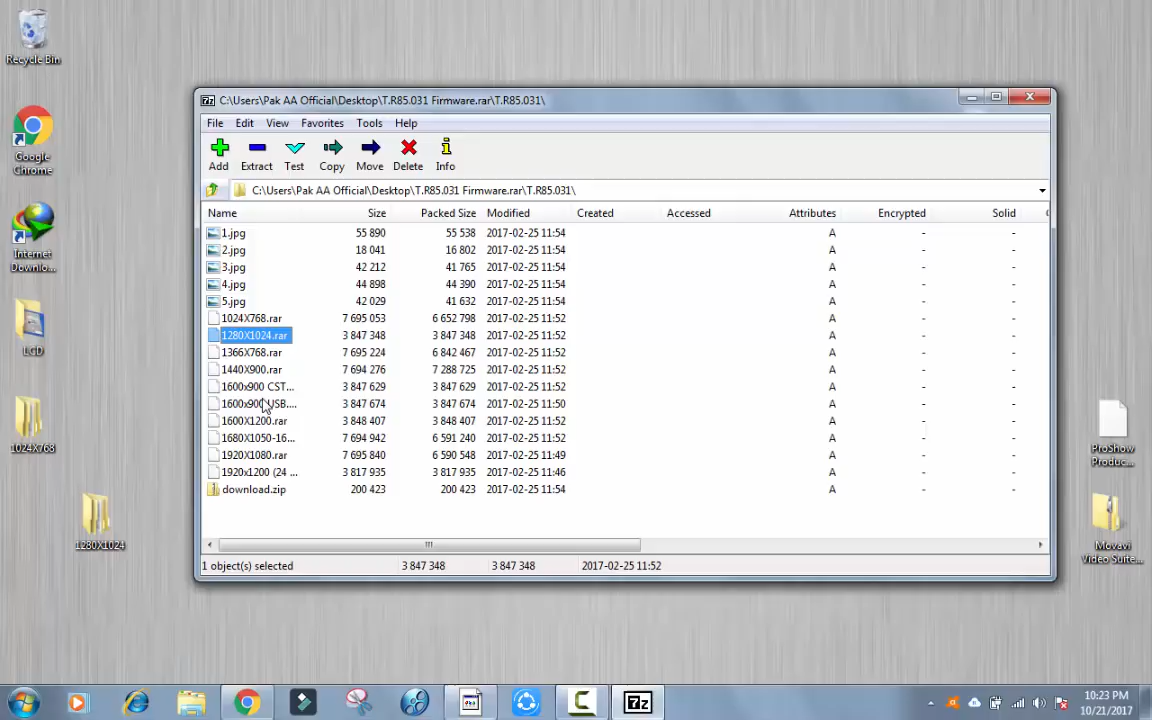 Recycle Bin
Google
Chrome
Internet
Downlo...
LCD
1024X768
1280X1024
C:\Users\Pak AA Official\Desktop\T.R85.031 Firmware.rar\T.R85.031\
File Edit View Favorites Tools Help
Add Extract Test Copy Move Delete Info
C:\Users\Pak AA Official\Desktop\T.R85.031 Firmware.rar\T.R85.031\
Name Size Packed Size Modified Created Accessed Attributes Encrypted Solid
1.jpg 55 890 55 538 2017-02-25 11:54 A - -
2.jpg 18 041 16 802 2017-02-25 11:54 A - -
3.jpg 42 212 41 765 2017-02-25 11:54 A - -
4.jpg 44 898 44 390 2017-02-25 11:54 A - -
5.jpg 42 029 41 632 2017-02-25 11:54 A - -
1024X768.rar 7 695 053 6 652 798 2017-02-25 11:52 A - -
1280X1024.rar 3 847 348 3 847 348 2017-02-25 11:52 A - -
1366X768.rar 7 695 224 6 842 467 2017-02-25 11:52 A - -
1440X900.rar 7 694 276 7 288 725 2017-02-25 11:52 A - -
1600x900 CST... 3 847 629 3 847 629 2017-02-25 11:52 A - -
1600x900 USB.... 3 847 674 3 847 674 2017-02-25 11:50 A - -
1600X1200.rar 3 848 407 3 848 407 2017-02-25 11:52 A - -
1680X1050-16... 7 694 942 6 591 240 2017-02-25 11:52 A - -
1920X1080.rar 7 695 840 6 590 548 2017-02-25 11:49 A - -
1920x1200 (24 ... 3 817 935 3 817 935 2017-02-25 11:46 A - -
download.zip 200 423 200 423 2017-02-25 11:54 A - -
1 object(s) selected 3 847 348 3 847 348 2017-02-25 11:52
ProShow
Produc...
Movavi
Video Suite...
7z
10:23 PM
10/21/2017